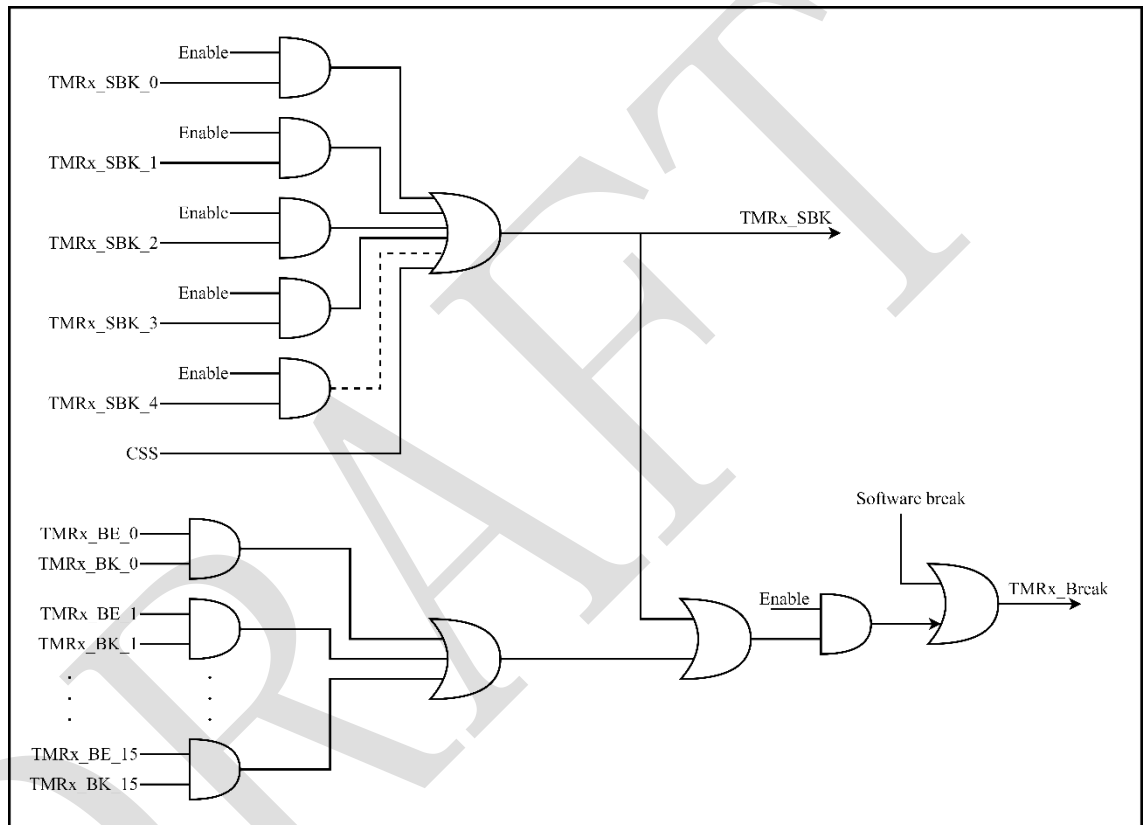 Enable
TMRx_SBK_0
Enable
TMRx_SBK_1
Enable
TMRx_SBK_2
Enable
TMRx_SBK_3
Enable
TMRx_SBK_4
CSS
TMRx_SBK
TMRx_BE_0
TMRx_BK_0
TMRx_BE_1
TMRx_BK_1
TMRx_BE_15
TMRx_BK_15
Software break
Enable
TMRx_Break
DRAFT